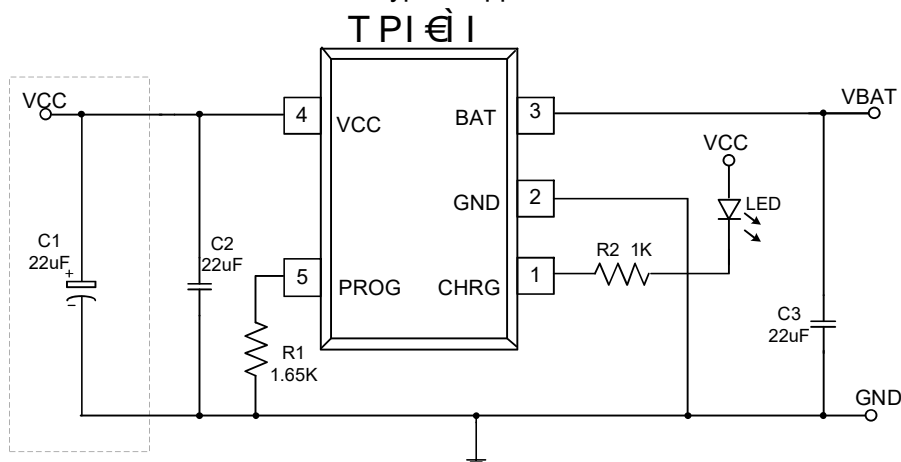 VCC
4
VCC
BAT
3
VBAT
VCC
GND
2
LED
C1
22uF
+
-
C2
22uF
R2 1K
5
PROG
CHRG
1
R1
1.65K
C3
22uF
GND